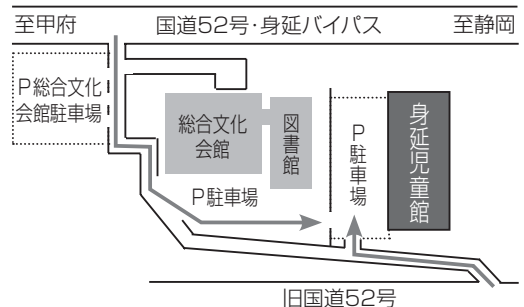 至甲府
国道52号・身延バイパス
至静岡
P総合文化
会館駐車場
総合文化
会館
図書館
P駐車場
身延児童館
P駐車場
旧国道52号